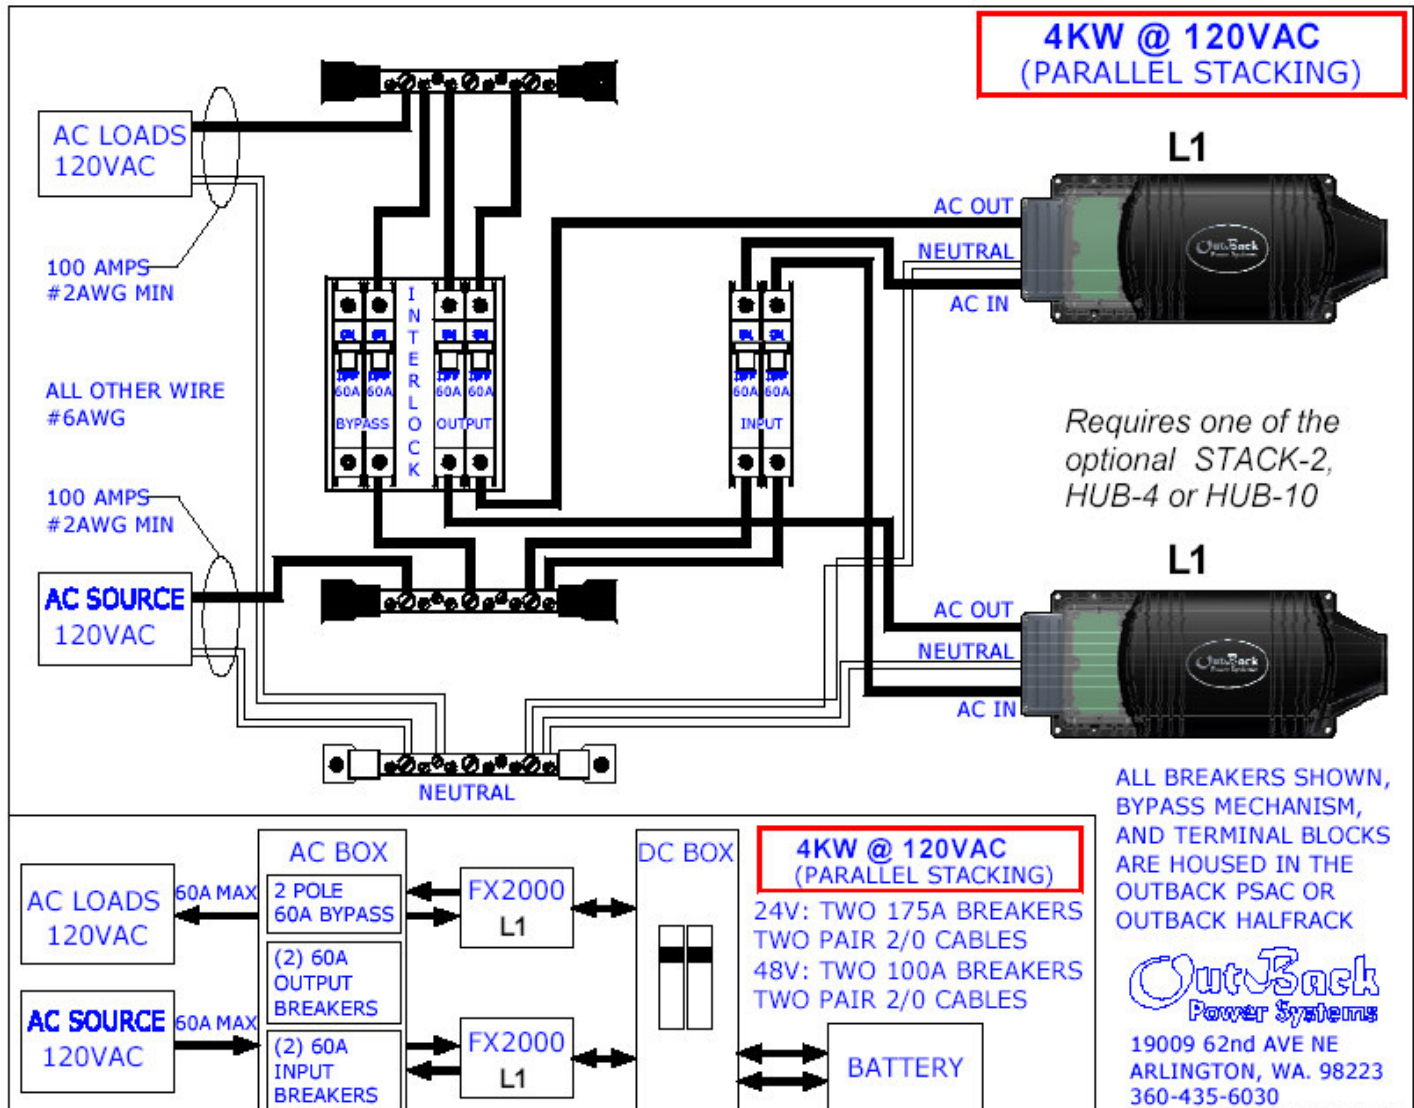 4KW @ 120VAC
(PARALLEL STACKING)
AC LOADS
120VAC
100 AMPS
#2AWG MIN
ALL OTHER WIRE
#6AWG
100 AMPS
#2AWG MIN
AC SOURCE
120VAC
INTERLOCK
60A
60A
60A
60A
BYPASS
OUTPUT
60A
60A
INPUT
NEUTRAL
L1
AC OUT
NEUTRAL
AC IN
OutBack
Power Systems
Requires one of the
optional STACK-2,
HUB-4 or HUB-10
L1
AC OUT
NEUTRAL
AC IN
OutBack
Power Systems
ALL BREAKERS SHOWN,
BYPASS MECHANISM,
AND TERMINAL BLOCKS
ARE HOUSED IN THE
OUTBACK PSAC OR
OUTBACK HALFRACK
OutBack
Power Systems
19009 62nd AVE NE
ARLINGTON, WA. 98223
360-435-6030
AC LOADS
120VAC
60A MAX
AC SOURCE
120VAC
60A MAX
AC BOX
2 POLE
60A BYPASS
(2) 60A
OUTPUT
BREAKERS
(2) 60A
INPUT
BREAKERS
FX2000
L1
FX2000
L1
DC BOX
4KW @ 120VAC
(PARALLEL STACKING)
24V: TWO 175A BREAKERS
TWO PAIR 2/0 CABLES
48V: TWO 100A BREAKERS
TWO PAIR 2/0 CABLES
BATTERY